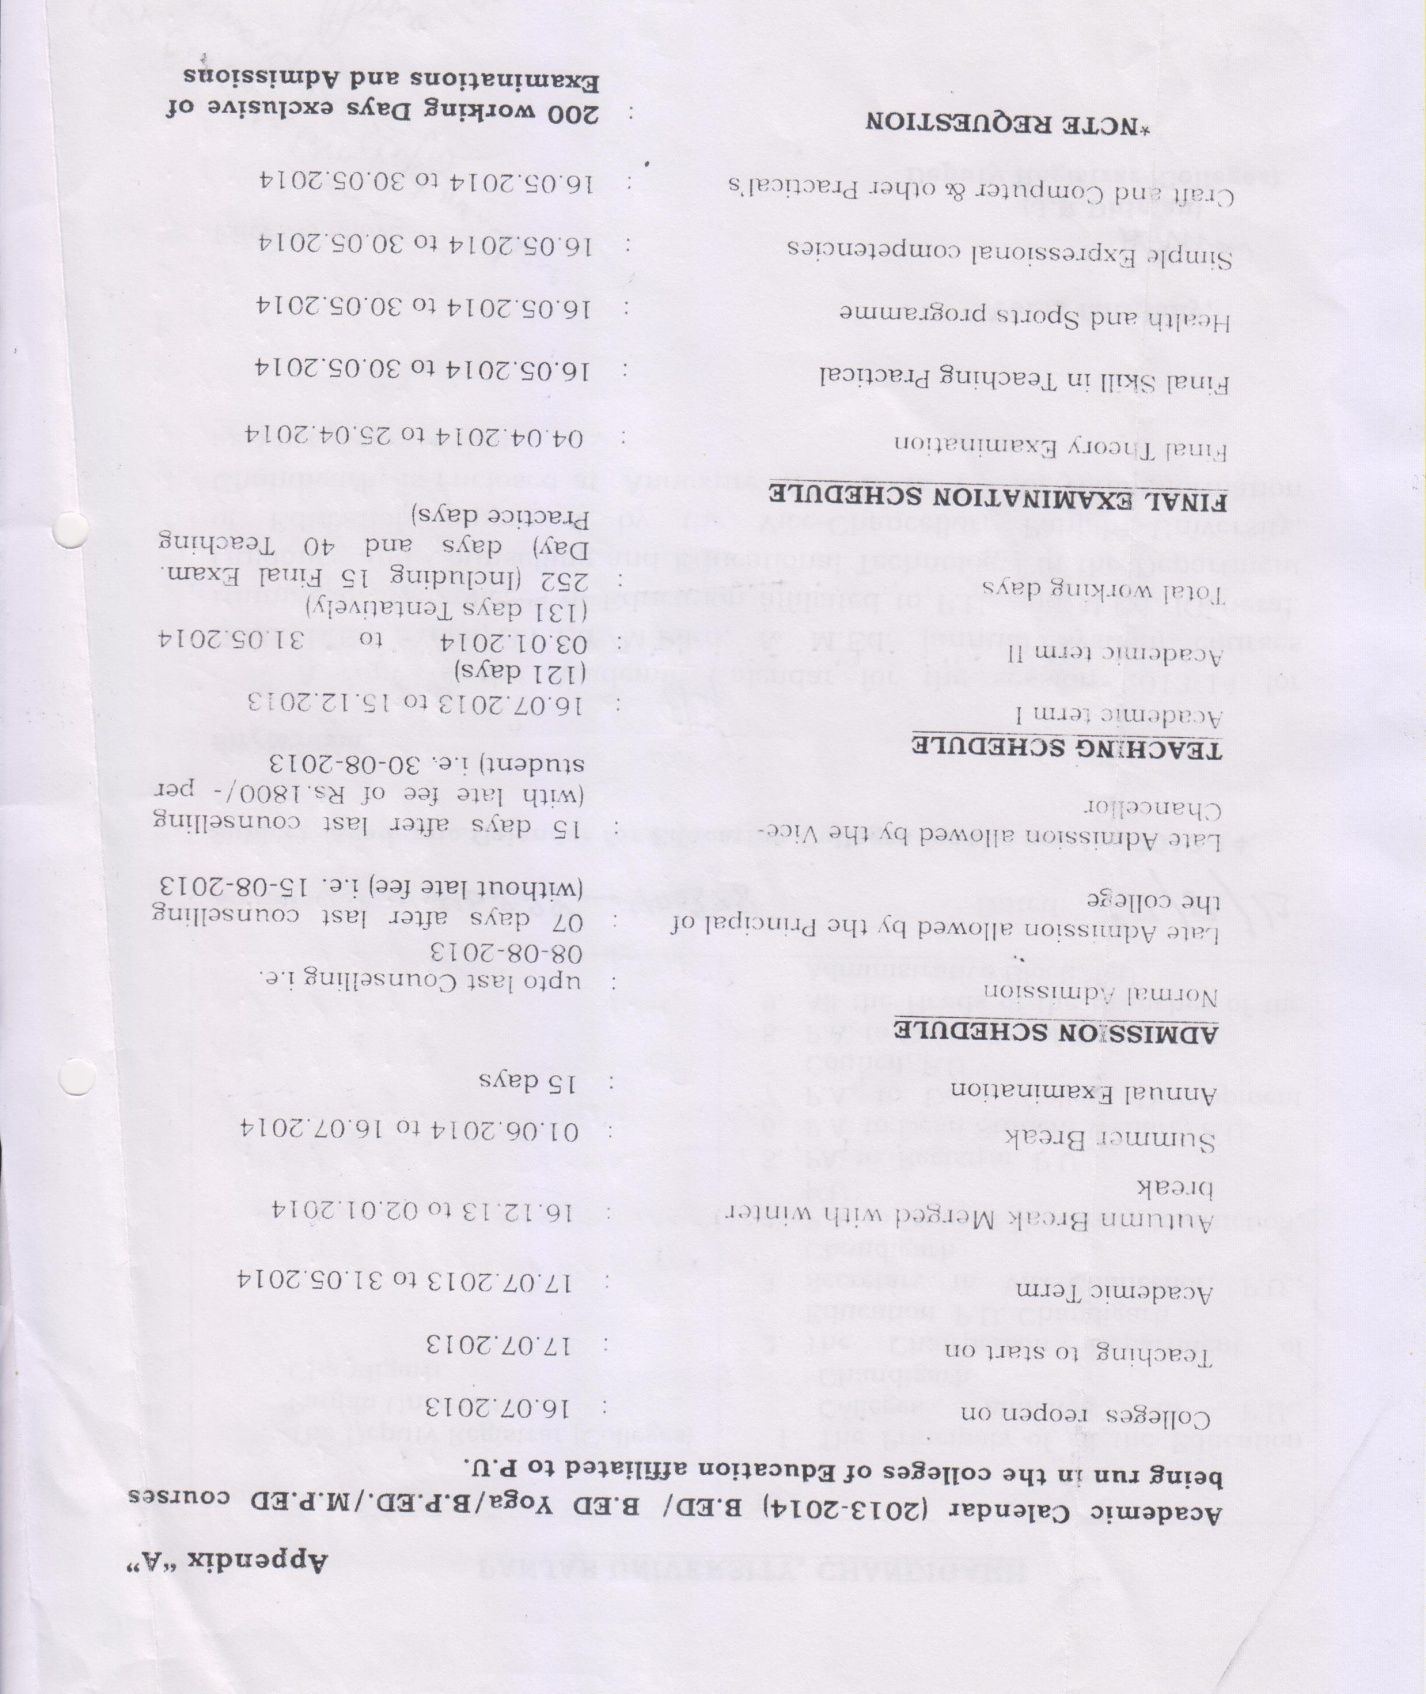 Appendix “A”
Academic Calendar (2013-2014) B.ED/ B.ED Yoga/B.P.ED./M.P.ED courses
being run in the colleges of Education affiliated to P.U.
Colleges reopen on : 16.07.2013
Teaching to start on : 17.07.2013
Academic Term : 17.07.2013 to 31.05.2014
Autumn Break Merged with winter : 16.12.13 to 02.01.2014
break
Summer Break : 01.06.2014 to 16.07.2014
Annual Examination : 15 days
ADMISSION SCHEDULE
Normal Admission : upto last Counselling i.e.
08-08-2013
Late Admission allowed by the Principal of : 07 days after last counselling
the college (without late fee) i.e. 15-08-2013
Late Admission allowed by the Vice- : 15 days after last counselling
Chancellor (with late fee of Rs.1800/- per
student) i.e. 30-08-2013
TEACHING SCHEDULE
Academic term I : 16.07.2013 to 15.12.2013
(121 days)
Academic term II : 03.01.2014 to 31.05.2014
(131 days Tentatively)
Total working days : 252 (Including 15 Final Exam.
Day) days and 40 Teaching
Practice days)
FINAL EXAMINATION SCHEDULE
Final Theory Examination : 04.04.2014 to 25.04.2014
Final Skill in Teaching Practical : 16.05.2014 to 30.05.2014
Health and Sports programme : 16.05.2014 to 30.05.2014
Simple Expressional competencies : 16.05.2014 to 30.05.2014
Craft and Computer & other Practical's : 16.05.2014 to 30.05.2014
*NCTE REQUESTION : 200 working Days exclusive of
Examinations and Admissions